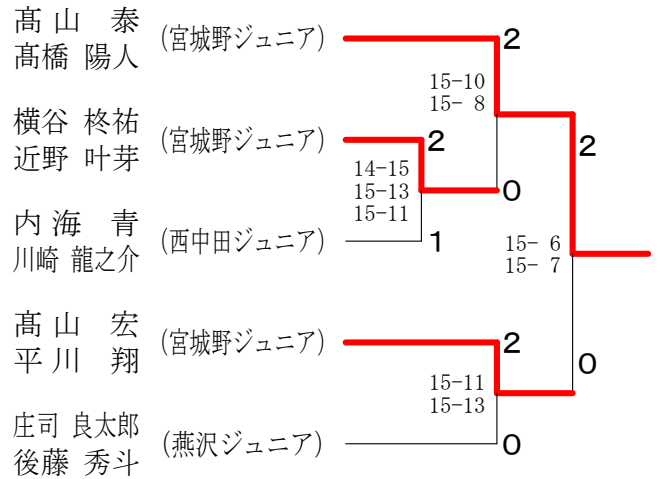 髙山 泰
髙橋 陽人
(宮城野ジュニア)
2
15-10
15- 8
横谷 柊祐
近野 叶芽
(宮城野ジュニア)
2
2
14-15
15-13
15-11
0
内海 青
川崎 龍之介
(西中田ジュニア)
1
15- 6
15- 7
髙山 宏
平川 翔
(宮城野ジュニア)
2
0
15-11
15-13
庄司 良太郎
後藤 秀斗
(燕沢ジュニア)
0